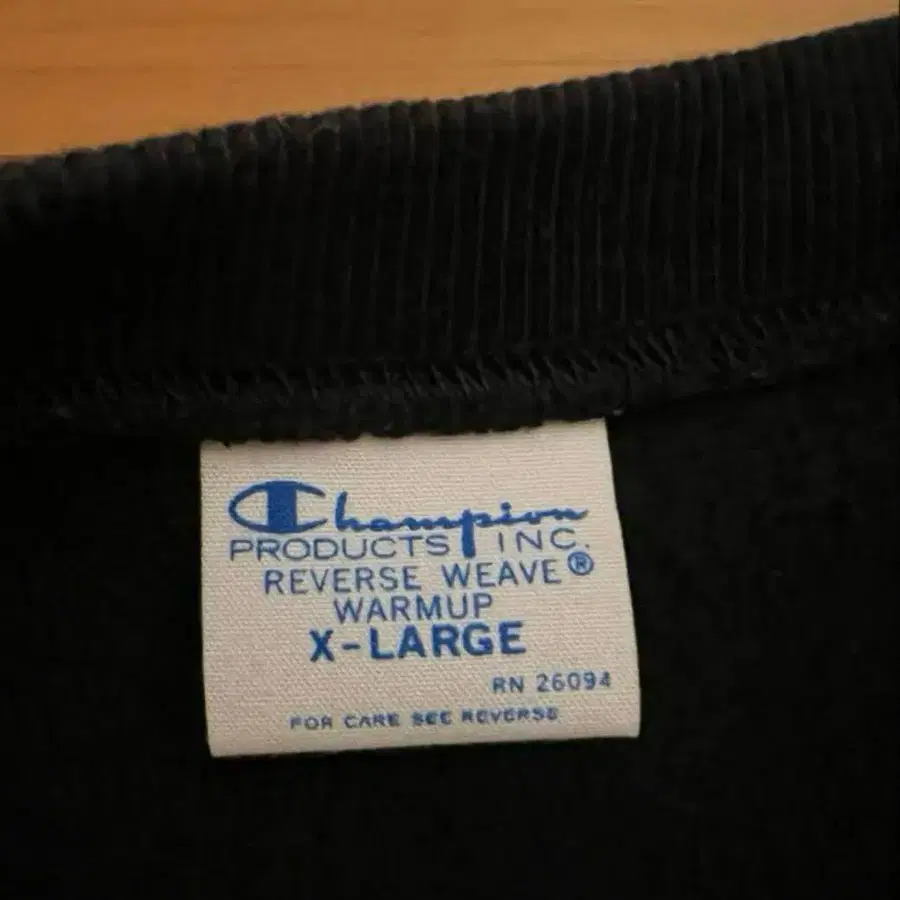 Champion
PRODUCTS INC.
REVERSE WEAVE®
WARMUP
X-LARGE
RN 26094
FOR CARE SEE REVERSE